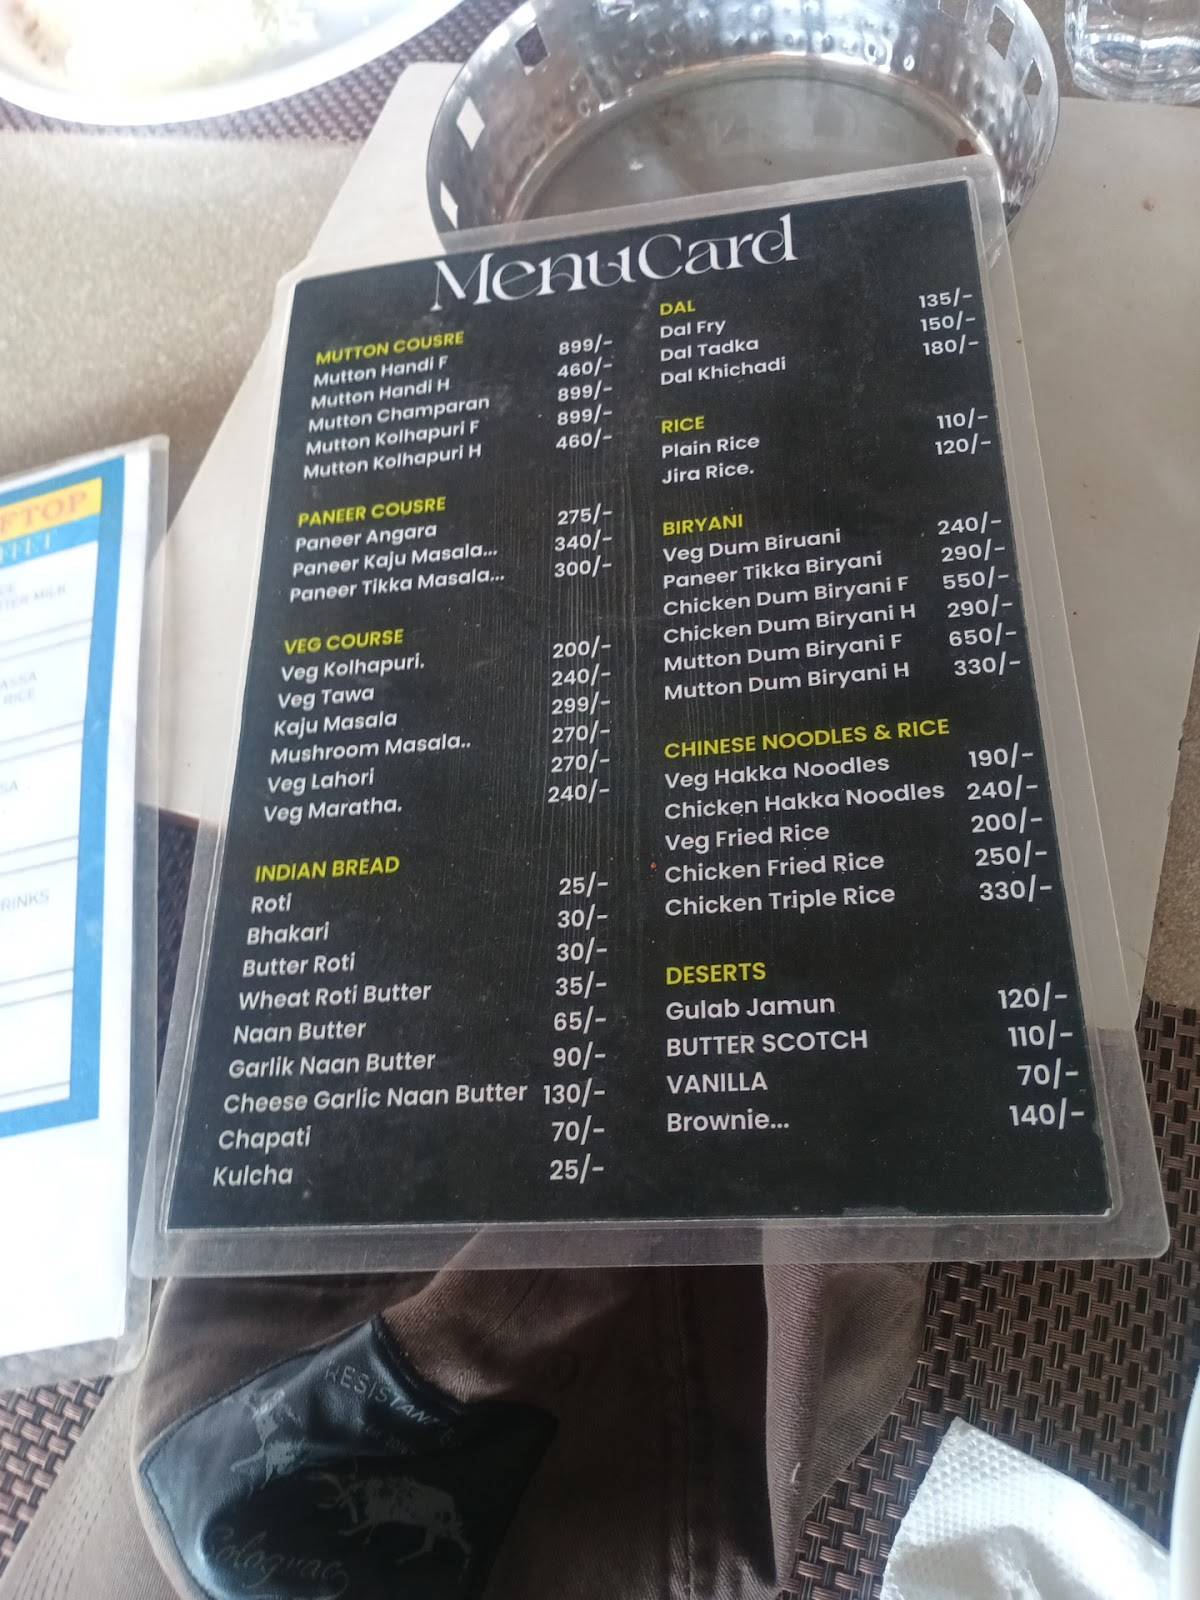 MenuCard
MUTTON COUSRE
Mutton Handi F 899/-
Mutton Handi H 460/-
Mutton Champaran 899/-
Mutton Kolhapuri F 899/-
Mutton Kolhapuri H 460/-
PANEER COUSRE
Paneer Angara 275/-
Paneer Kaju Masala... 340/-
Paneer Tikka Masala... 300/-
VEG COURSE
Veg Kolhapuri. 200/-
Veg Tawa 240/-
Kaju Masala 299/-
Mushroom Masala.. 270/-
Veg Lahori 270/-
Veg Maratha. 240/-
INDIAN BREAD
Roti 25/-
Bhakari 30/-
Butter Roti 30/-
Wheat Roti Butter 35/-
Naan Butter 65/-
Garlik Naan Butter 90/-
Cheese Garlic Naan Butter 130/-
Chapati 70/-
Kulcha 25/-
DAL
Dal Fry 135/-
Dal Tadka 150/-
Dal Khichadi 180/-
RICE
Plain Rice 110/-
Jira Rice. 120/-
BIRYANI
Veg Dum Biruani 240/-
Paneer Tikka Biryani 290/-
Chicken Dum Biryani F 550/-
Chicken Dum Biryani H 290/-
Mutton Dum Biryani F 650/-
Mutton Dum Biryani H 330/-
CHINESE NOODLES & RICE
Veg Hakka Noodles 190/-
Chicken Hakka Noodles 240/-
Veg Fried Rice 200/-
Chicken Fried Rice 250/-
Chicken Triple Rice 330/-
DESERTS
Gulab Jamun 120/-
BUTTER SCOTCH 110/-
VANILLA 70/-
Brownie... 140/-
FTOP
MILK
RICE
RINKS
RESISTANCE